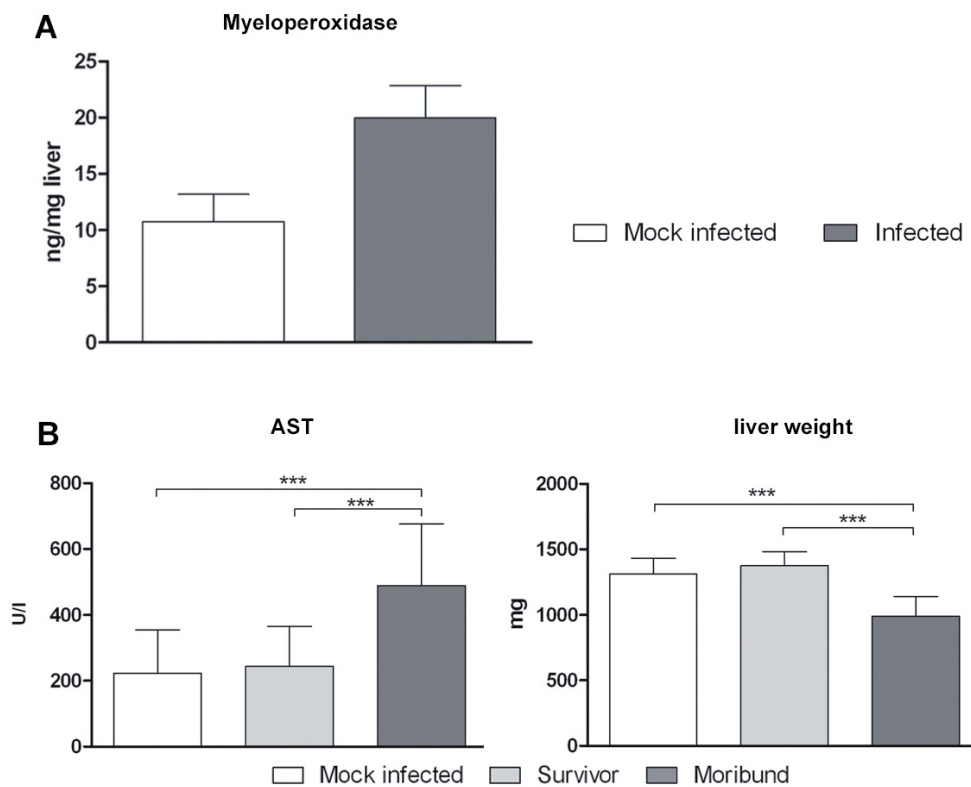 A
Myeloperoxidase
25
20
15
10
5
0
ng/mg liver
Mock infected
Infected
B
AST
800
600
400
200
0
U/l
***
***
liver weight
2000
1500
1000
500
0
mg
***
***
Mock infected
Survivor
Moribund